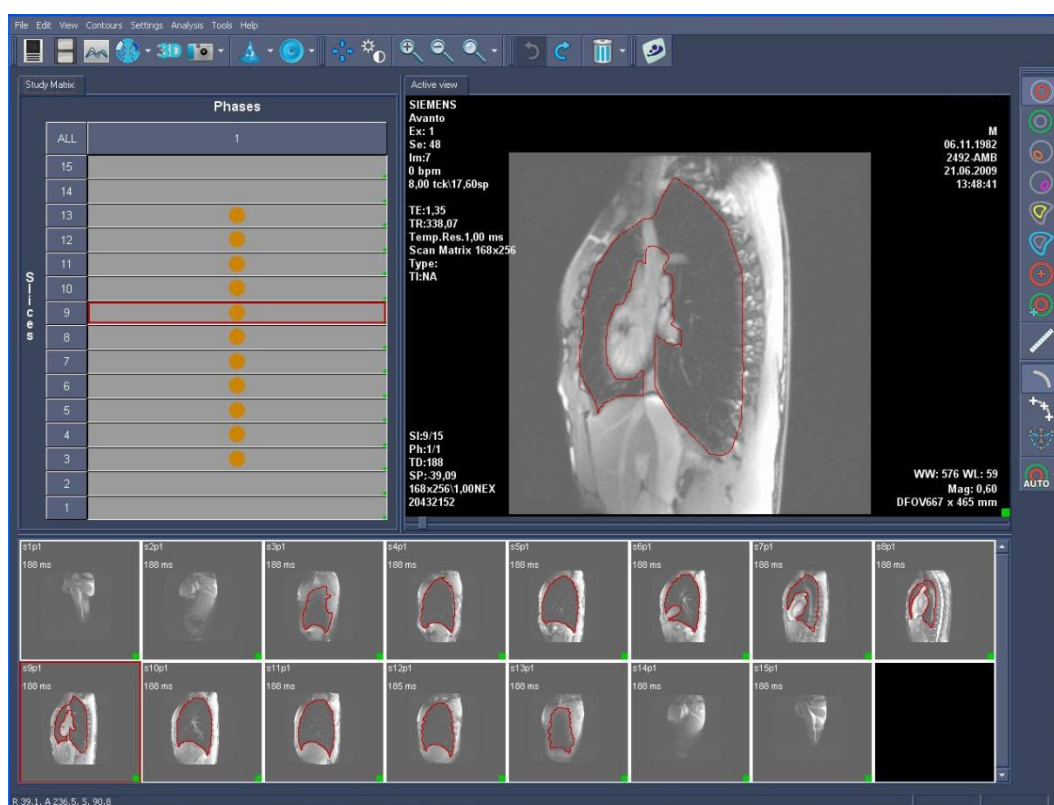 File Edit View Contours Settings Analysis Tools Help
3D
Study Matrix
Phases
ALL 1
15
14
13
12
11
10
9
8
7
6
5
4
3
2
1
Slices
Active view
SIEMENS
Avanto
Ex: 1
Se: 48
Im:7
0 bpm
8,00 tck\17,60sp
TE:1,35
TR:338,07
Temp.Res.1,00 ms
Scan Matrix 168x256
Type:
TI:NA
M
06.11.1982
2492-AMB
21.06.2009
13:48:41
SI:9/15
Ph:1/1
TD:188
SP:-39,09
168x256\1,00NEX
20432152
WW: 576 WL: 59
Mag: 0,60
DFOV667 x 465 mm
AUTO
s1p1 s2p1 s3p1 s4p1 s5p1 s6p1 s7p1 s8p1
188 ms 188 ms 188 ms 188 ms 188 ms 188 ms 188 ms 188 ms
s9p1 s10p1 s11p1 s12p1 s13p1 s14p1 s15p1
188 ms 188 ms 188 ms 185 ms 188 ms 188 ms 188 ms
R 39.1, A 236.5, S, 90.8